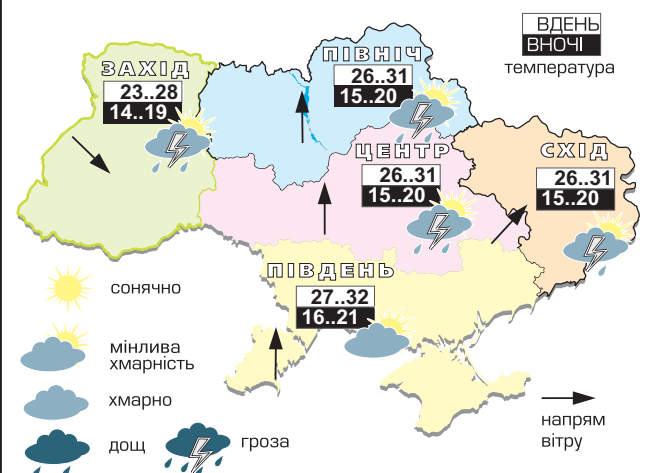 ВДЕНЬ
ВНОЧІ
температура
ЗАХІД
23..28
14..19
ПІВНІЧ
26..31
15..20
ЦЕНТР
26..31
15..20
СХІД
26..31
15..20
ПІВДЕНЬ
27..32
16..21
сонячно
мінлива
хмарність
хмарно
дощ
гроза
напрям
вітру